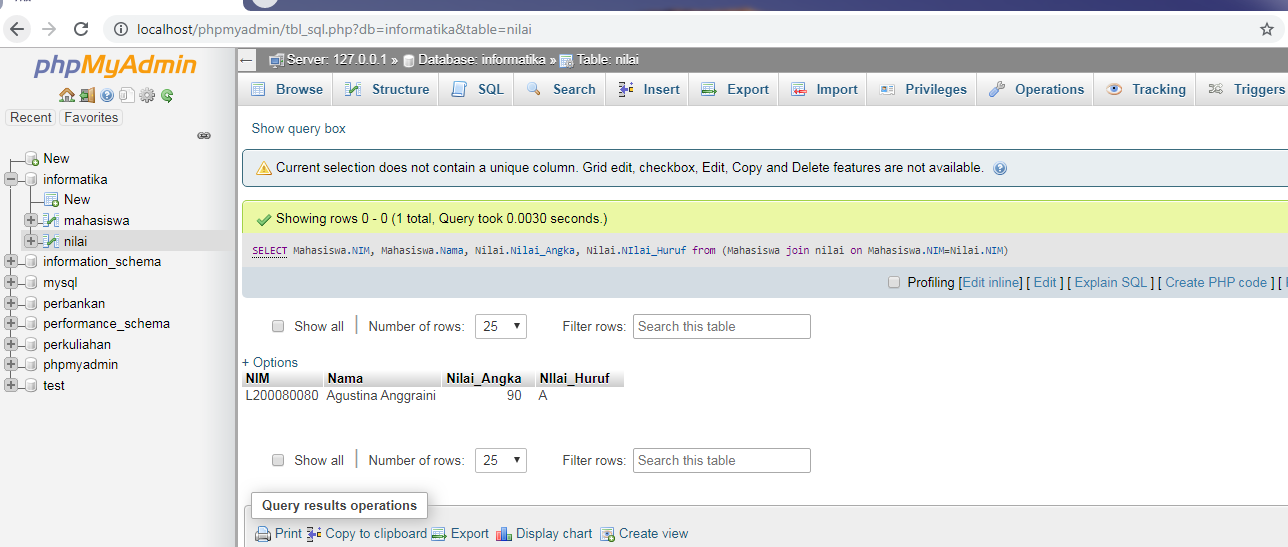 localhost/phpmyadmin/tbl_sql.php?db=informatika&table=nilai
phpMyAdmin
Recent Favorites
New
informatika
New
mahasiswa
nilai
information_schema
mysql
perbankan
performance_schema
perkuliahan
phpmyadmin
test
Server: 127.0.0.1 » Database: informatika » Table: nilai
Browse Structure SQL Search Insert Export Import Privileges Operations Tracking Triggers
Show query box
Current selection does not contain a unique column. Grid edit, checkbox, Edit, Copy and Delete features are not available.
Showing rows 0 - 0 (1 total, Query took 0.0030 seconds.)
SELECT Mahasiswa.NIM, Mahasiswa.Nama, Nilai.Nilai_Angka, Nilai.NIlai_Huruf from (Mahasiswa join nilai on Mahasiswa.NIM=Nilai.NIM)
Profiling [Edit inline] [ Edit ] [ Explain SQL ] [ Create PHP code ] [
Show all | Number of rows: 25 Filter rows: Search this table
+ Options
NIM Nama Nilai_Angka NIlai_Huruf
L200080080 Agustina Anggraini 90 A
Show all | Number of rows: 25 Filter rows: Search this table
Query results operations
Print Copy to clipboard Export Display chart Create view